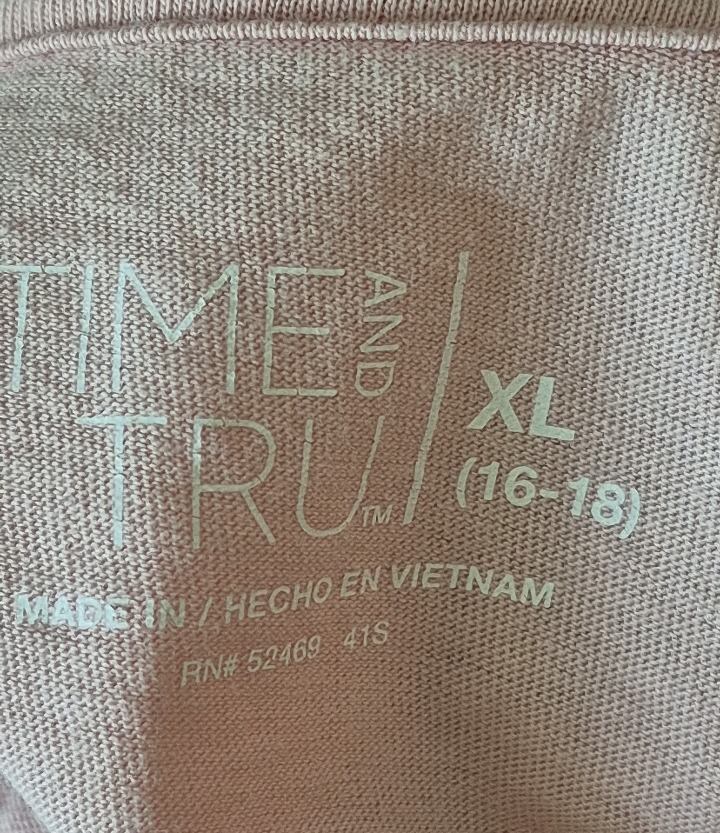 TIME AND
TRU™
XL
(16-18)
MADE IN / HECHO EN VIETNAM
RN# 52469 41S